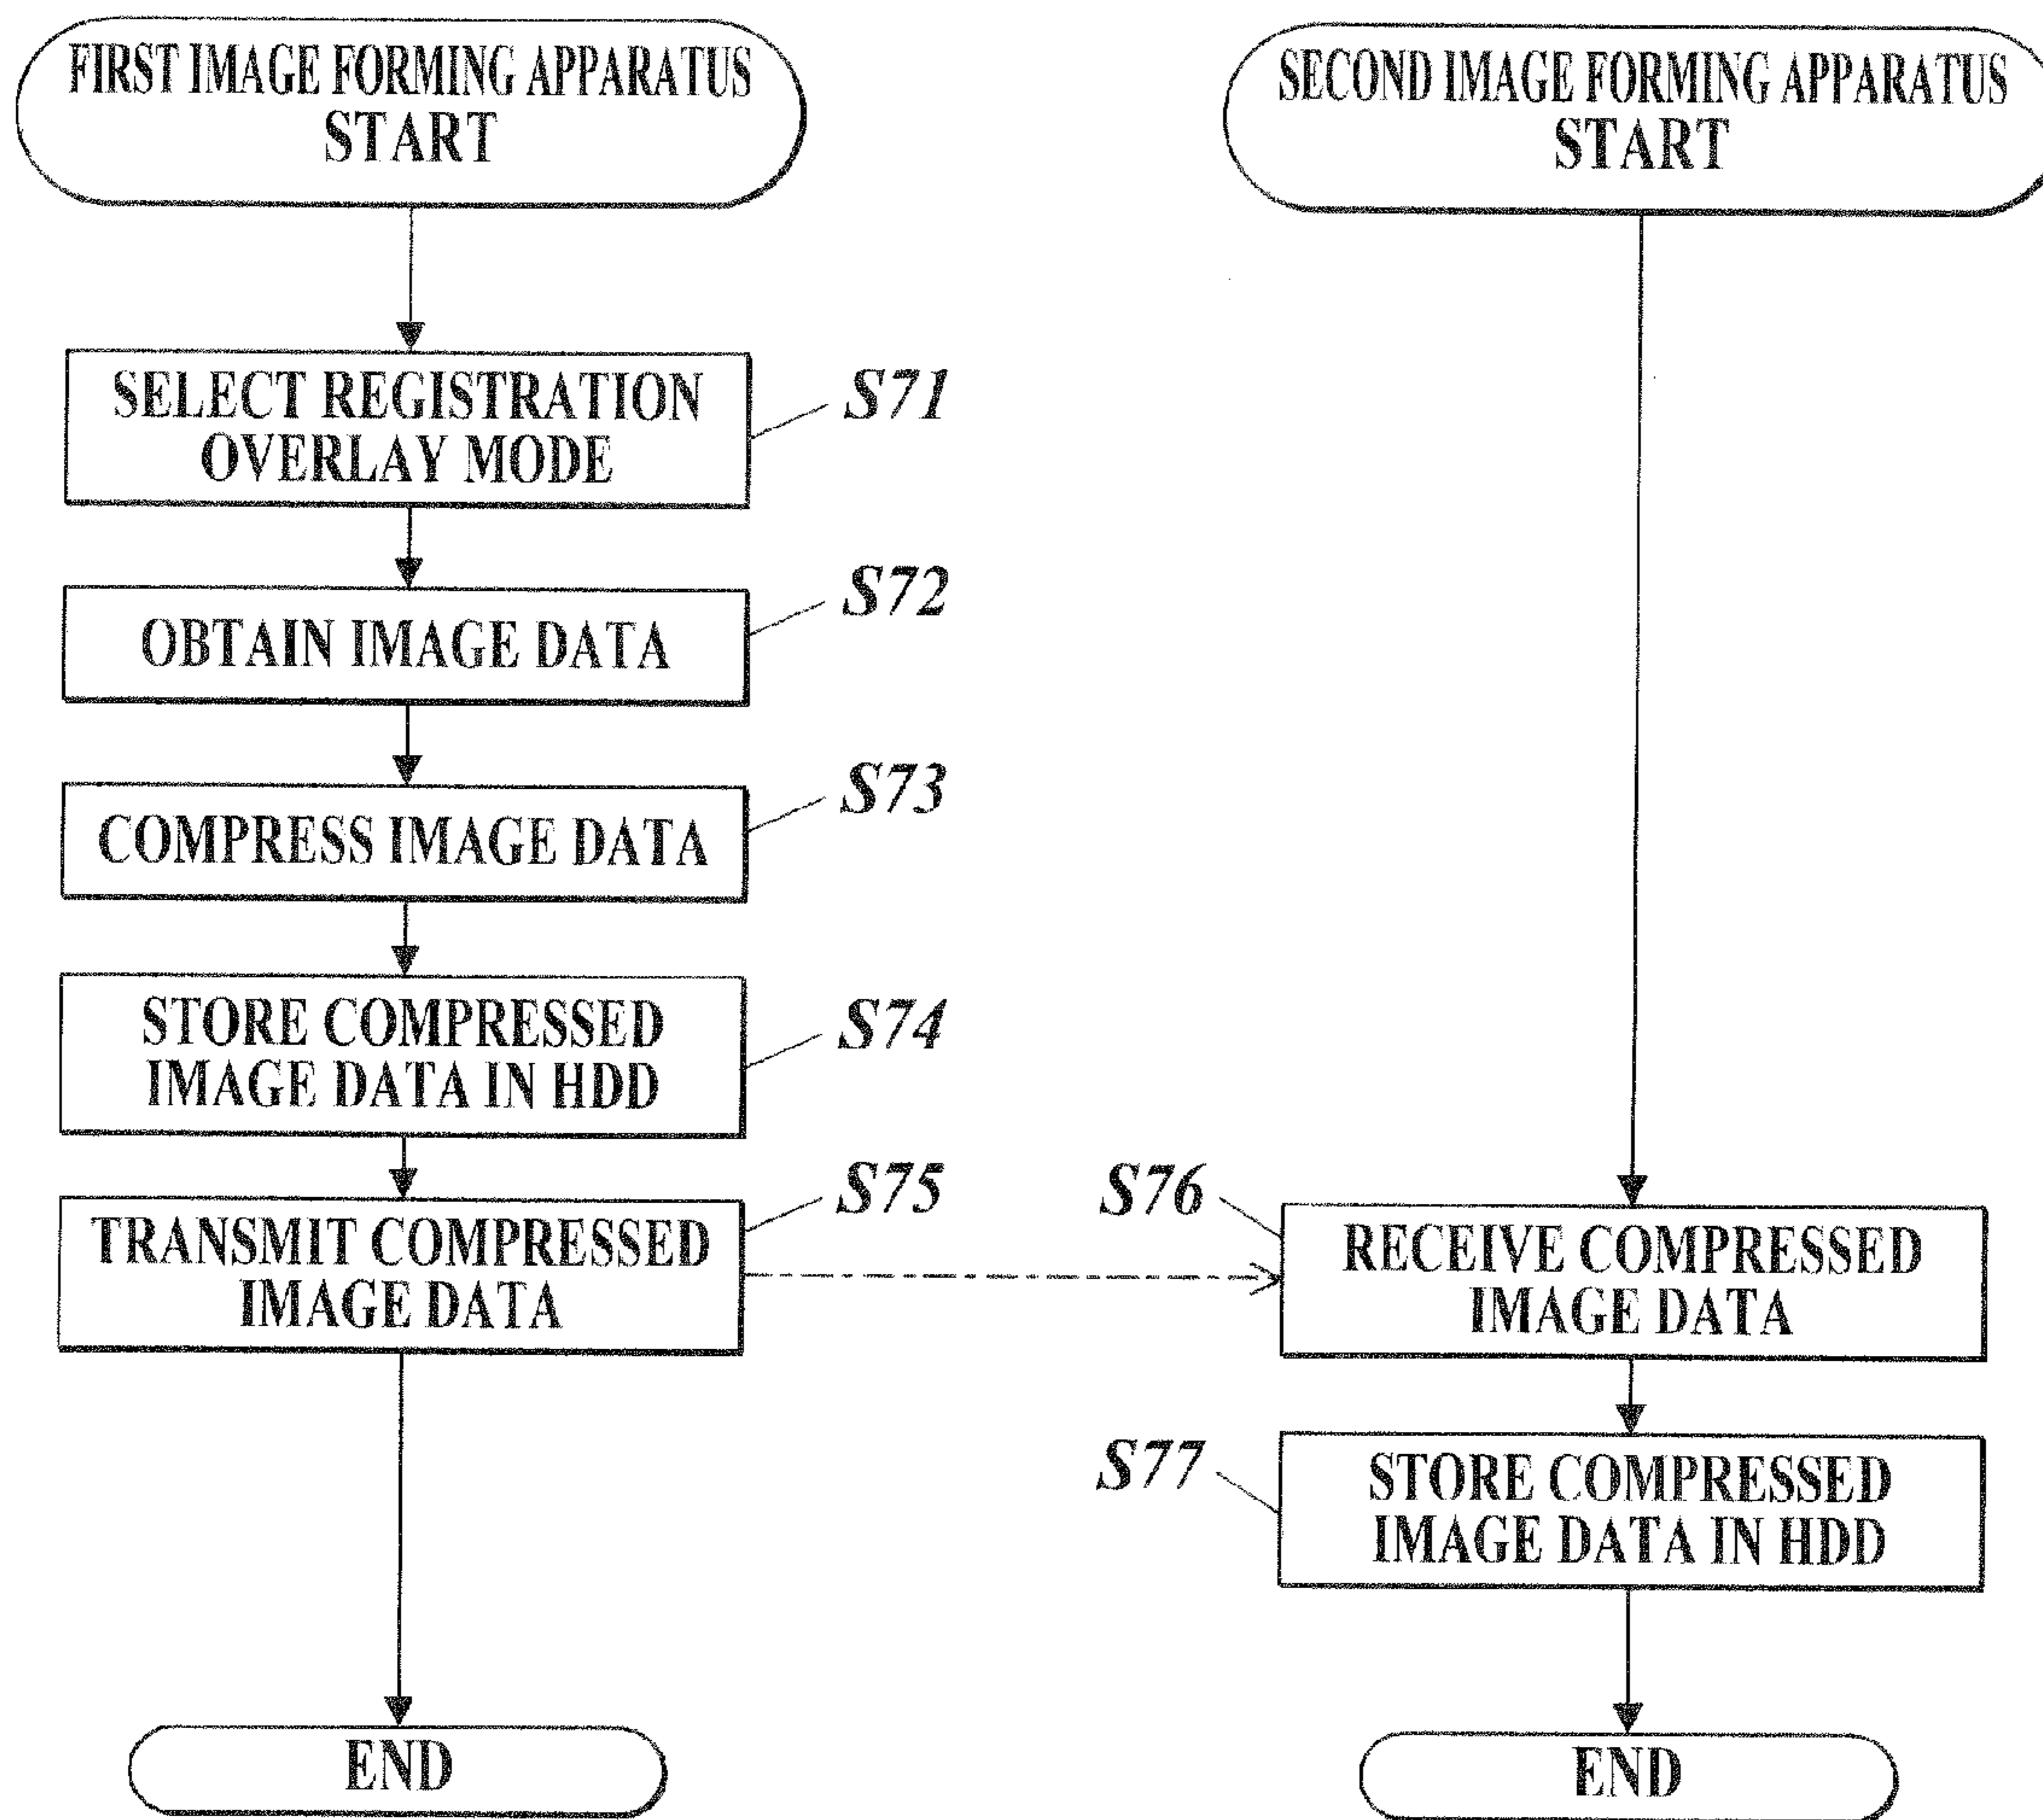 FIRST IMAGE FORMING APPARATUS
START
SELECT REGISTRATION
OVERLAY MODE
S71
OBTAIN IMAGE DATA
S72
COMPRESS IMAGE DATA
S73
STORE COMPRESSED
IMAGE DATA IN HDD
S74
TRANSMIT COMPRESSED
IMAGE DATA
S75
END
SECOND IMAGE FORMING APPARATUS
START
S76
RECEIVE COMPRESSED
IMAGE DATA
S77
STORE COMPRESSED
IMAGE DATA IN HDD
END